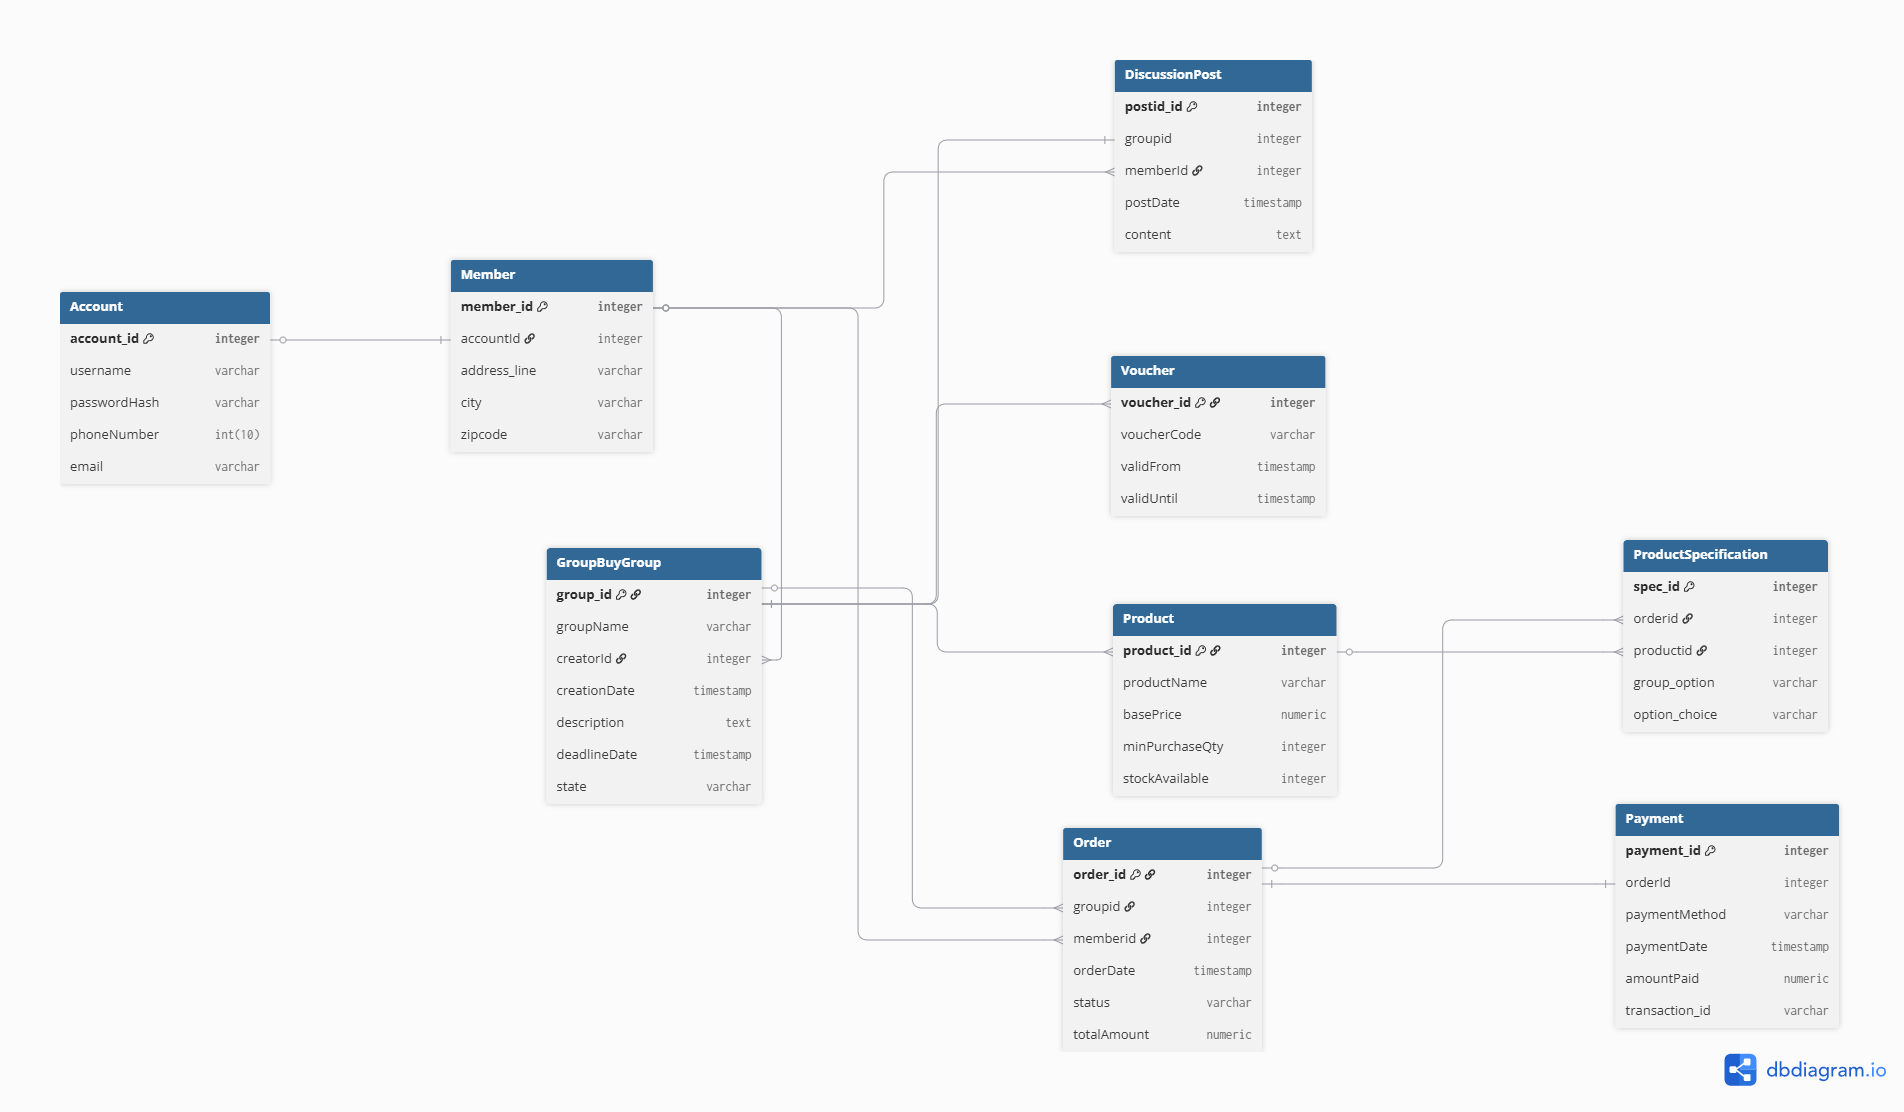 DiscussionPost
postid_id integer
groupid integer
memberId integer
postDate timestamp
content text
Member
member_id integer
accountId integer
address_line varchar
city varchar
zipcode varchar
Account
account_id integer
username varchar
passwordHash varchar
phoneNumber int(10)
email varchar
Voucher
voucher_id integer
voucherCode varchar
validFrom timestamp
validUntil timestamp
GroupBuyGroup
group_id integer
groupName varchar
creatorId integer
creationDate timestamp
description text
deadlineDate timestamp
state varchar
Product
product_id integer
productName varchar
basePrice numeric
minPurchaseQty integer
stockAvailable integer
ProductSpecification
spec_id integer
orderid integer
productid integer
group_option varchar
option_choice varchar
Order
order_id integer
groupid integer
memberid integer
orderDate timestamp
status varchar
totalAmount numeric
Payment
payment_id integer
orderId integer
paymentMethod varchar
paymentDate timestamp
amountPaid numeric
transaction_id varchar
dbdiagram.io